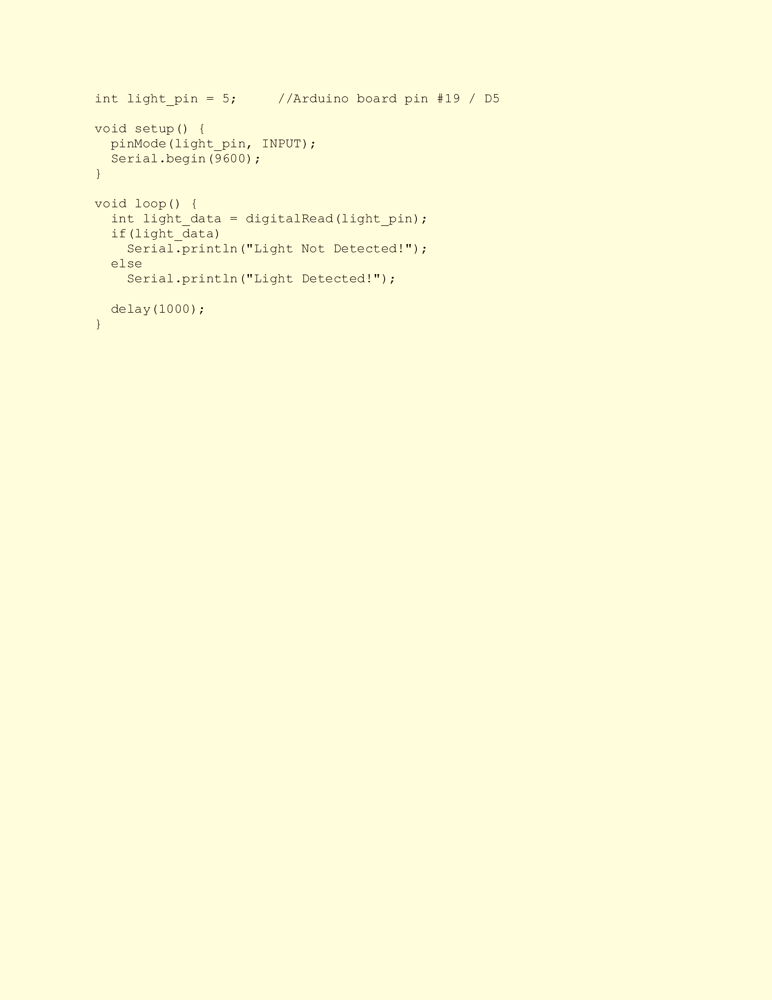 int light_pin = 5;     //Arduino board pin #19 / D5

void setup() {
  pinMode(light_pin, INPUT);
  Serial.begin(9600);
}

void loop() {
  int light_data = digitalRead(light_pin);
  if(light_data)
    Serial.println("Light Not Detected!");
  else
    Serial.println("Light Detected!");

  delay(1000);
}